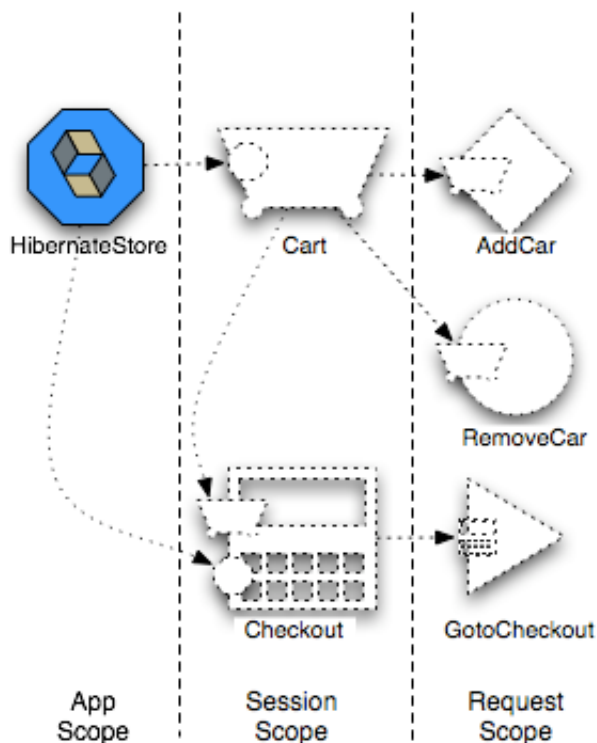 HibernateStore
Cart
AddCar
RemoveCar
Checkout
GotoCheckout
App
Scope
Session
Scope
Request
Scope